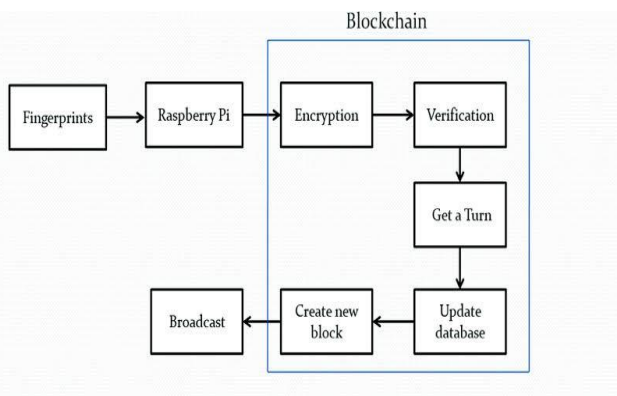 Blockchain
Fingerprints
Raspberry Pi
Encryption
Verification
Get a Turn
Update
database
Create new
block
Broadcast